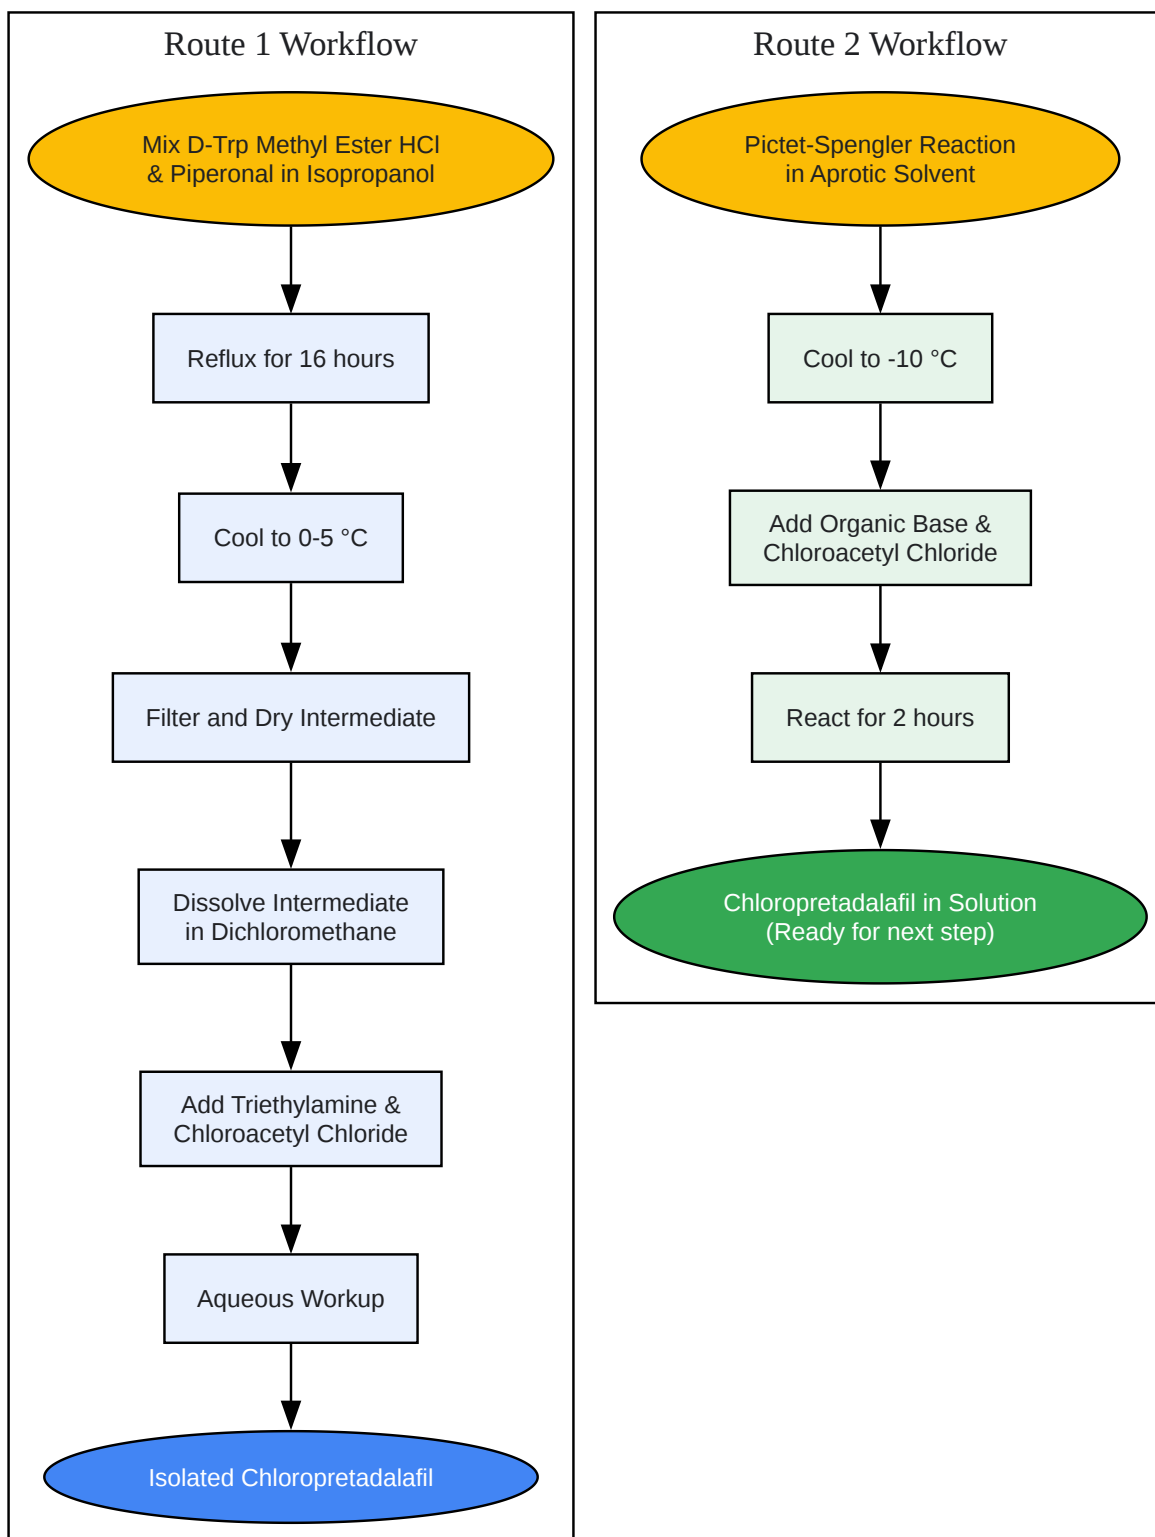 Route 1 Workflow
Mix D-Trp Methyl Ester HCl
& Piperonal in Isopropanol
Reflux for 16 hours
Cool to 0-5 °C
Filter and Dry Intermediate
Dissolve Intermediate
in Dichloromethane
Add Triethylamine &
Chloroacetyl Chloride
Aqueous Workup
Isolated Chloropretadalafil
Route 2 Workflow
Pictet-Spengler Reaction
in Aprotic Solvent
Cool to -10 °C
Add Organic Base &
Chloroacetyl Chloride
React for 2 hours
Chloropretadalafil in Solution
(Ready for next step)